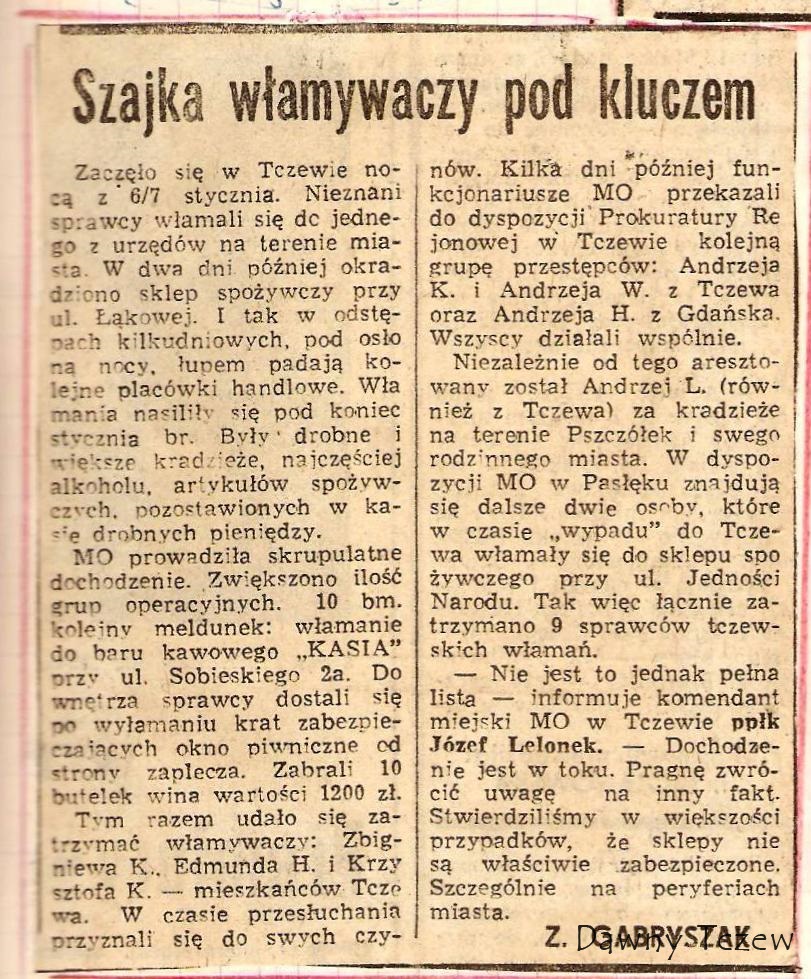 Szajka włamywaczy pod kluczem
Zaczęło się w Tczewie no-
cą z 6/7 stycznia. Nieznani
sprawcy włamali się do jedne-
go z urzędów na terenie mia-
sta. W dwa dni później okra-
dziono sklep spożywczy przy
ul. Łąkowej. I tak w odstę-
pach kilkudniowych, pod osło
ną nocy, łupem padają ko-
lejne placówki handlowe. Wła
mania nasiliły się pod koniec
stycznia br. Były drobne i
większe kradzieże, najczęściej
alkoholu, artykułów spożyw-
czych, pozostawionych w ka-
sie drobnych pieniędzy.
MO prowadziła skrupulatne
dochodzenie. Zwiększono ilość
grup operacyjnych. 10 bm.
kolejny meldunek: włamanie
do baru kawowego „KASIA”
przy ul. Sobieskiego 2a. Do
wnętrza sprawcy dostali się
po wyłamaniu krat zabezpie-
czających okno piwniczne od
strony zaplecza. Zabrali 10
butelek wina wartości 1200 zł.
Tym razem udało się za-
trzymać włamywaczy: Zbig-
niewa K., Edmunda H. i Krzy
sztofa K. — mieszkańców Tcze
wa. W czasie przesłuchania
przyznali się do swych czy-
nów. Kilka dni później fun-
kcjonariusze MO przekazali
do dyspozycji Prokuratury Re
jonowej w Tczewie kolejną
grupę przestępców: Andrzeja
K. i Andrzeja W. z Tczewa
oraz Andrzeja H. z Gdańska.
Wszyscy działali wspólnie.
Niezależnie od tego areszto-
wany został Andrzej L. (rów-
nież z Tczewa) za kradzieże
na terenie Pszczółek i swego
rodzinnego miasta. W dyspo-
zycji MO w Pasłęku znajdują
się dalsze dwie osoby, które
w czasie „wypadu” do Tcze-
wa włamały się do sklepu spo
żywczego przy ul. Jedności
Narodu. Tak więc łącznie za-
trzymano 9 sprawców tczew-
skich włamań.
— Nie jest to jednak pełna
lista — informuje komendant
miejski MO w Tczewie ppłk
Józef Lelonek. — Dochodze-
nie jest w toku. Pragnę zwró-
cić uwagę na inny fakt.
Stwierdziliśmy w większości
przypadków, że sklepy nie
są właściwie zabezpieczone.
Szczególnie na peryferiach
miasta.
Z. GABRYSZAK
Dawny Tczew